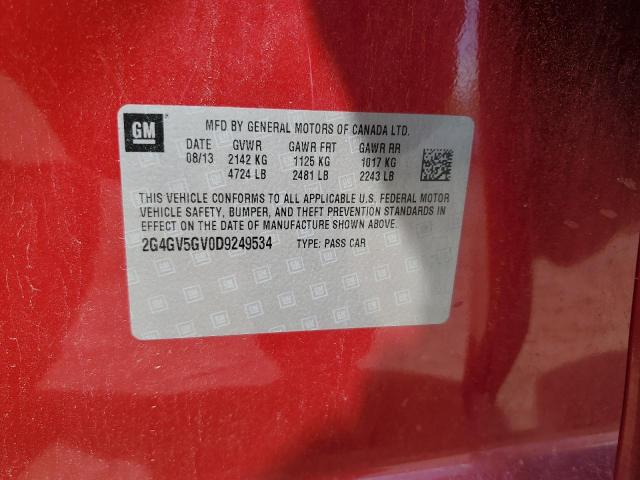 GM
MFD BY GENERAL MOTORS OF CANADA LTD.
DATE GVWR GAWR FRT GAWR RR
08/13 2142 KG 1125 KG 1017 KG
4724 LB 2481 LB 2243 LB
THIS VEHICLE CONFORMS TO ALL APPLICABLE U.S. FEDERAL MOTOR
VEHICLE SAFETY, BUMPER, AND THEFT PREVENTION STANDARDS IN
EFFECT ON THE DATE OF MANUFACTURE SHOWN ABOVE.
2G4GV5GV0D9249534 TYPE: PASS CAR